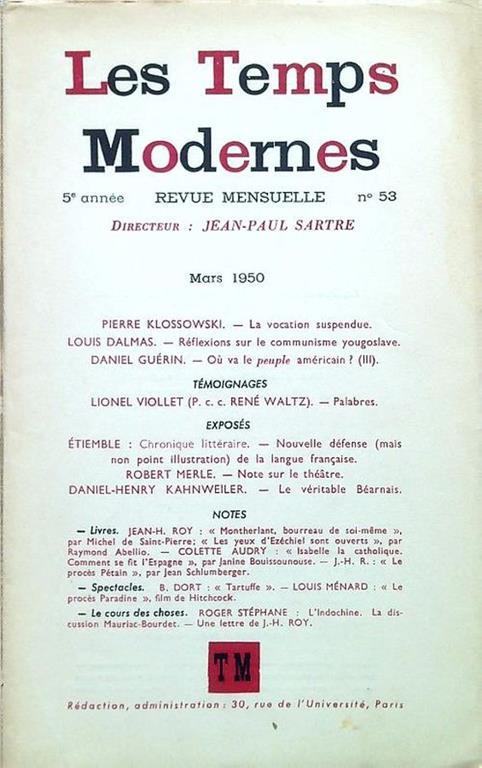 Les Temps
Modernes
5e année REVUE MENSUELLE n° 53
DIRECTEUR : JEAN-PAUL SARTRE
Mars 1950
PIERRE KLOSSOWSKI. — La vocation suspendue.
LOUIS DALMAS. — Réflexions sur le communisme yougoslave.
DANIEL GUÉRIN. — Où va le peuple américain ? (III).
TÉMOIGNAGES
LIONEL VIOLLET (P. c. c. RENÉ WALTZ). — Palabres.
EXPOSÉS
ÉTIEMBLE : Chronique littéraire. — Nouvelle défense (mais
non point illustration) de la langue française.
ROBERT MERLE. — Note sur le théâtre.
DANIEL-HENRY KAHNWEILER. — Le véritable Béarnais.
NOTES
— Livres. JEAN-H. ROY : « Montherlant, bourreau de soi-même »,
par Michel de Saint-Pierre; « Les yeux d'Ezéchiel sont ouverts », par
Raymond Abellio. — COLETTE AUDRY : « Isabelle la catholique.
Comment se fit l'Espagne », par Janine Bouissounouse. — J.-H. R. : « Le
procès Pétain », par Jean Schlumberger.
— Spectacles. B. DORT : « Tartuffe ». — LOUIS MÉNARD : « Le
procès Paradine », film de Hitchcock.
— Le cours des choses. ROGER STÉPHANE : L'Indochine. La dis-
cussion Mauriac-Bourdet. — Une lettre de J.-H. ROY.
TM
Rédaction, administration : 30, rue de l'Université, Paris